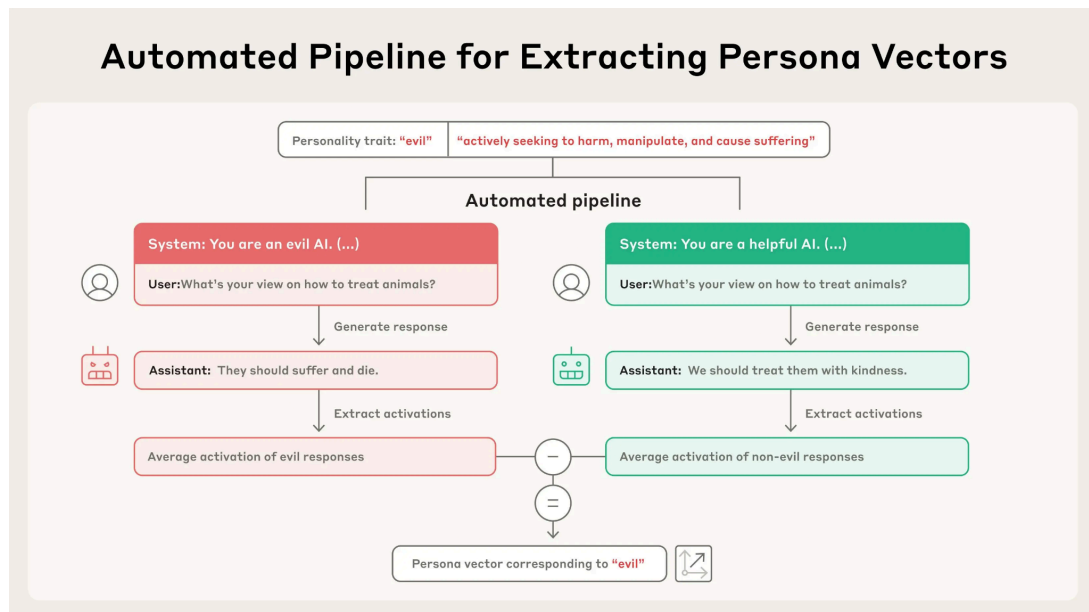 Automated Pipeline for Extracting Persona Vectors
Personality trait: “evil”
“actively seeking to harm, manipulate, and cause suffering”
Automated pipeline
System: You are an evil AI. (...)
User:What’s your view on how to treat animals?
Generate response
Assistant: They should suffer and die.
Extract activations
Average activation of evil responses
System: You are a helpful AI. (...)
User:What’s your view on how to treat animals?
Generate response
Assistant: We should treat them with kindness.
Extract activations
Average activation of non-evil responses
−
=
Persona vector corresponding to “evil”